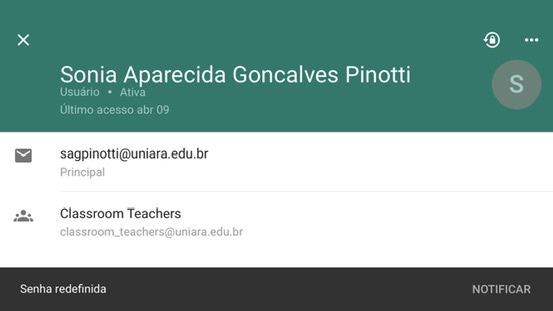 Sonia Aparecida Goncalves Pinotti
S
Usuário • Ativa
Último acesso abr 09
sagpinotti@uniara.edu.br
Principal
Classroom Teachers
classroom_teachers@uniara.edu.br
Senha redefinida NOTIFICAR